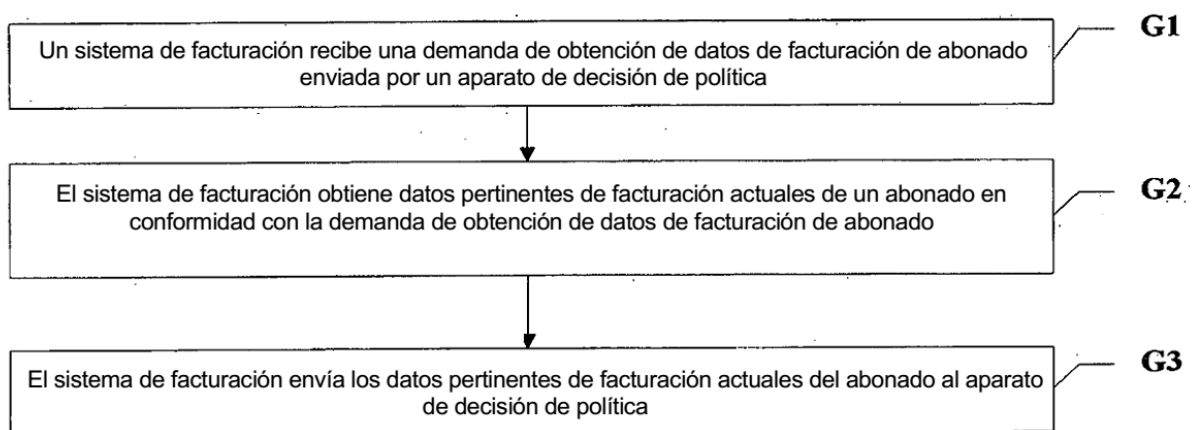 G1
Un sistema de facturación recibe una demanda de obtención de datos de facturación de abonado
enviada por un aparato de decisión de política
G2
El sistema de facturación obtiene datos pertinentes de facturación actuales de un abonado en
conformidad con la demanda de obtención de datos de facturación de abonado
G3
El sistema de facturación envía los datos pertinentes de facturación actuales del abonado al aparato
de decisión de política